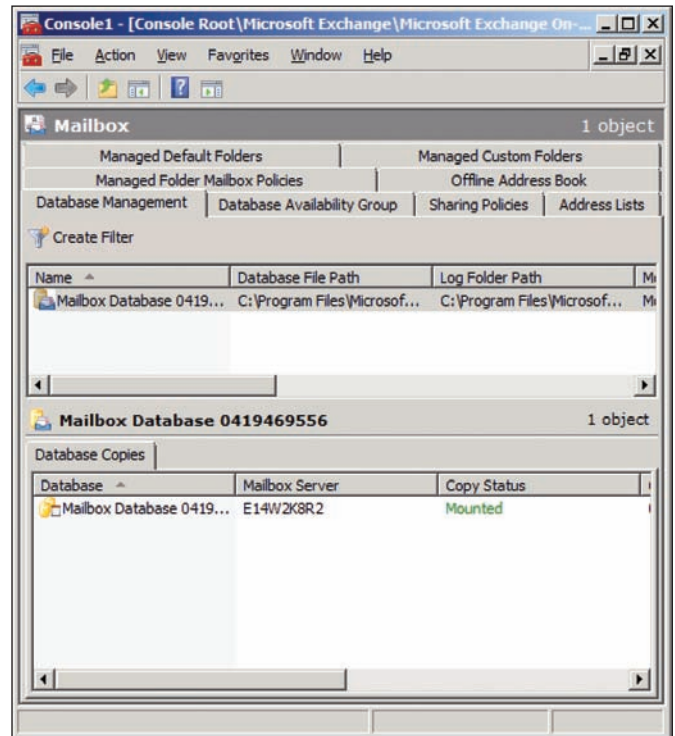 Console1 - [Console Root\Microsoft Exchange\Microsoft Exchange On-...
File Action View Favorites Window Help
Mailbox 1 object
Managed Default Folders Managed Custom Folders
Managed Folder Mailbox Policies Offline Address Book
Database Management Database Availability Group Sharing Policies Address Lists
Create Filter
Name Database File Path Log Folder Path
Mailbox Database 0419... C:\Program Files\Microsof... C:\Program Files\Microsof...
Mailbox Database 0419469556 1 object
Database Copies
Database Mailbox Server Copy Status
Mailbox Database 0419... E14W2K8R2 Mounted